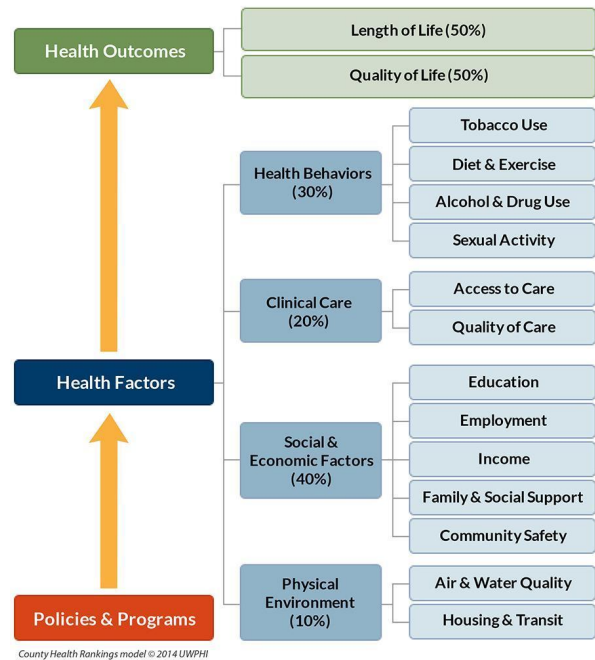 Health Outcomes
Length of Life (50%)
Quality of Life (50%)
Health Factors
Health Behaviors
(30%)
Tobacco Use
Diet & Exercise
Alcohol & Drug Use
Sexual Activity
Clinical Care
(20%)
Access to Care
Quality of Care
Social &
Economic Factors
(40%)
Education
Employment
Income
Family & Social Support
Community Safety
Physical
Environment
(10%)
Air & Water Quality
Housing & Transit
Policies & Programs
County Health Rankings model © 2014 UWPHI